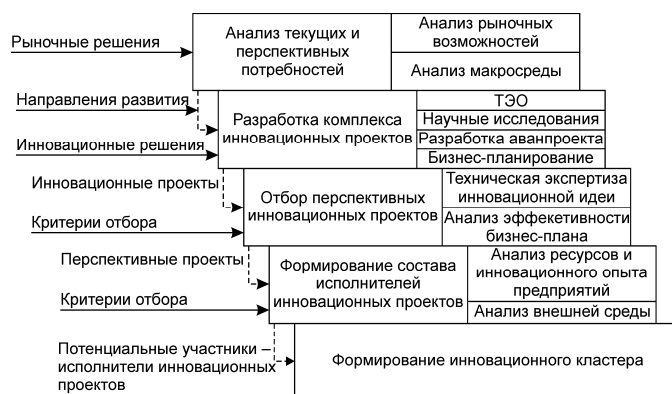 Рыночные решения
Анализ текущих и
перспективных
потребностей
Анализ рыночных
возможностей
Анализ макросреды
Направления развития
Инновационные решения
Разработка комплекса
инновационных проектов
ТЭО
Научные исследования
Разработка аванпроекта
Бизнес-планирование
Инновационные проекты
Критерии отбора
Отбор перспективных
инновационных проектов
Техническая экспертиза
инновационной идеи
Анализ эффекетивности
бизнес-плана
Перспективные проекты
Критерии отбора
Формирование состава
исполнителей
инновационных проектов
Анализ ресурсов и
инновационного опыта
предприятий
Анализ внешней среды
Потенциальные участники –
исполнители инновационных
проектов
Формирование инновационного кластера